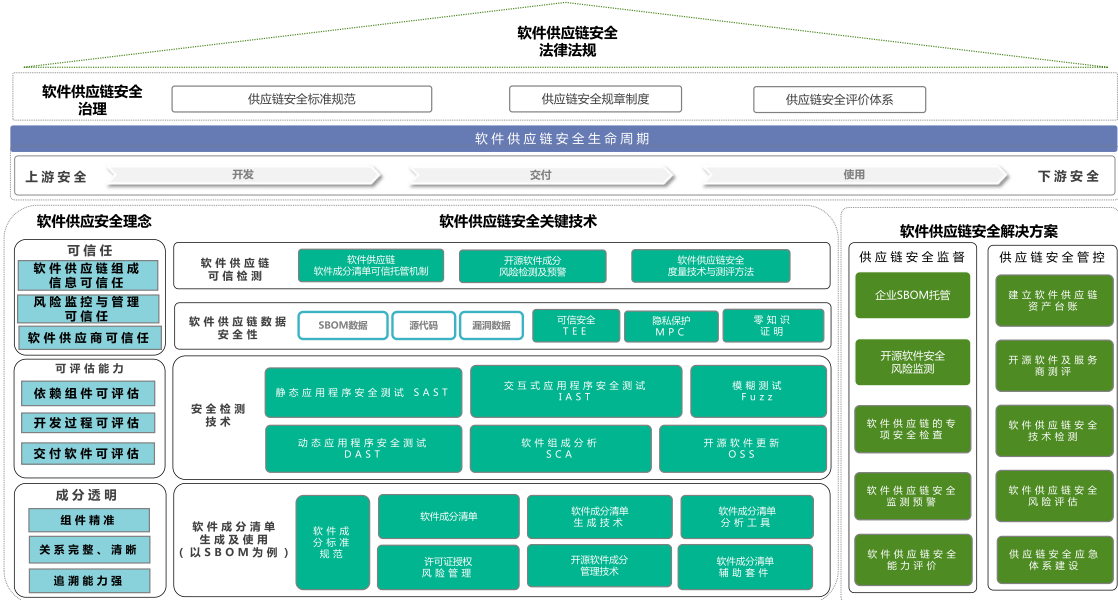 软件供应链安全
法律法规
软件供应链安全
治理
供应链安全标准规范
供应链安全规章制度
供应链安全评价体系
软件供应链安全生命周期
上游安全
开发
交付
使用
下游安全
软件供应安全理念
可信任
软件供应链组成
信息可信任
风险监控与管理
可信任
软件供应商可信任
可评估能力
依赖组件可评估
开发过程可评估
交付软件可评估
成分透明
组件精准
关系完整、清晰
追溯能力强
软件供应链安全关键技术
软件供应链
可信检测
软件供应链
软件成分清单可信托管机制
开源软件成分
风险检测及预警
软件供应链安全
度量技术与测评方法
软件供应链数据
安全性
SBOM数据
源代码
漏洞数据
可信安全
TEE
隐私保护
MPC
零知识
证明
安全检测
技术
静态应用程序安全测试 SAST
交互式应用程序安全测试
IAST
模糊测试
Fuzz
动态应用程序安全测试
DAST
软件组成分析
SCA
开源软件更新
OSS
软件成分清单
生成及使用
(以SBOM为例)
软件成
分标准
规范
软件成分清单
软件成分清单
生成技术
软件成分清单
分析工具
许可证授权
风险管理
开源软件成分
管理技术
软件成分清单
辅助套件
软件供应链安全解决方案
供应链安全监督
企业SBOM托管
开源软件安全
风险监测
软件供应链的专
项安全检查
软件供应链安全
监测预警
软件供应链安全
能力评价
供应链安全管控
建立软件供应链
资产台账
开源软件及服务
商测评
软件供应链安全
技术检测
软件供应链安全
风险评估
供应链安全应急
体系建设